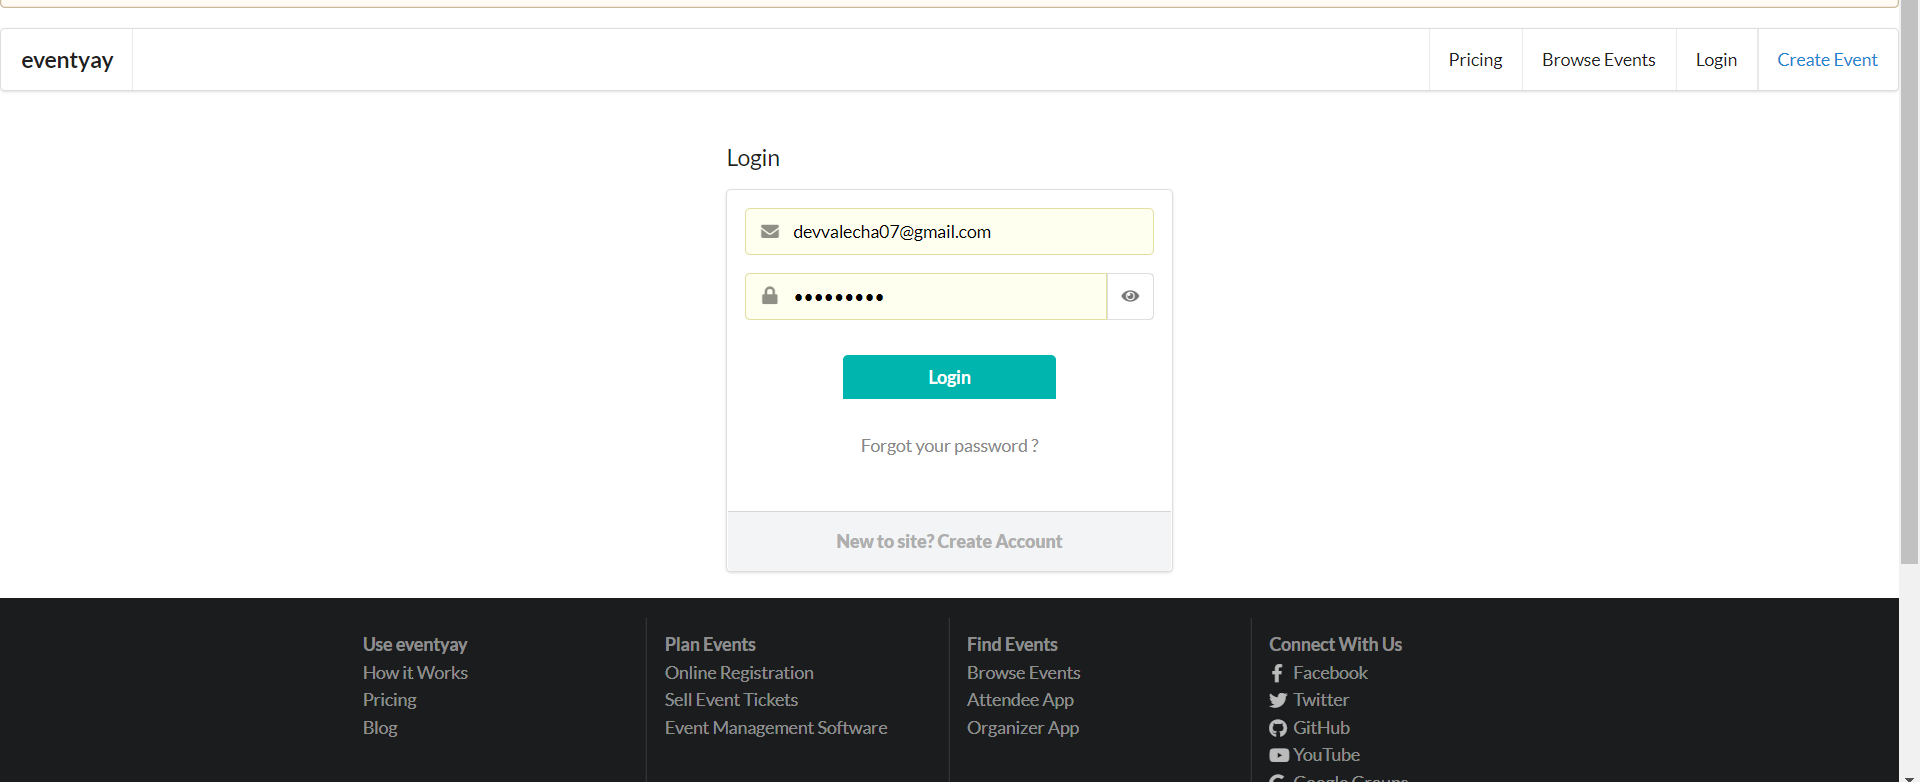 eventyay
Pricing
Browse Events
Login
Create Event
Login
devvalecha07@gmail.com
•••••••••
Login
Forgot your password ?
New to site? Create Account
Use eventyay
How it Works
Pricing
Blog
Plan Events
Online Registration
Sell Event Tickets
Event Management Software
Find Events
Browse Events
Attendee App
Organizer App
Connect With Us
Facebook
Twitter
GitHub
YouTube
Google Groups